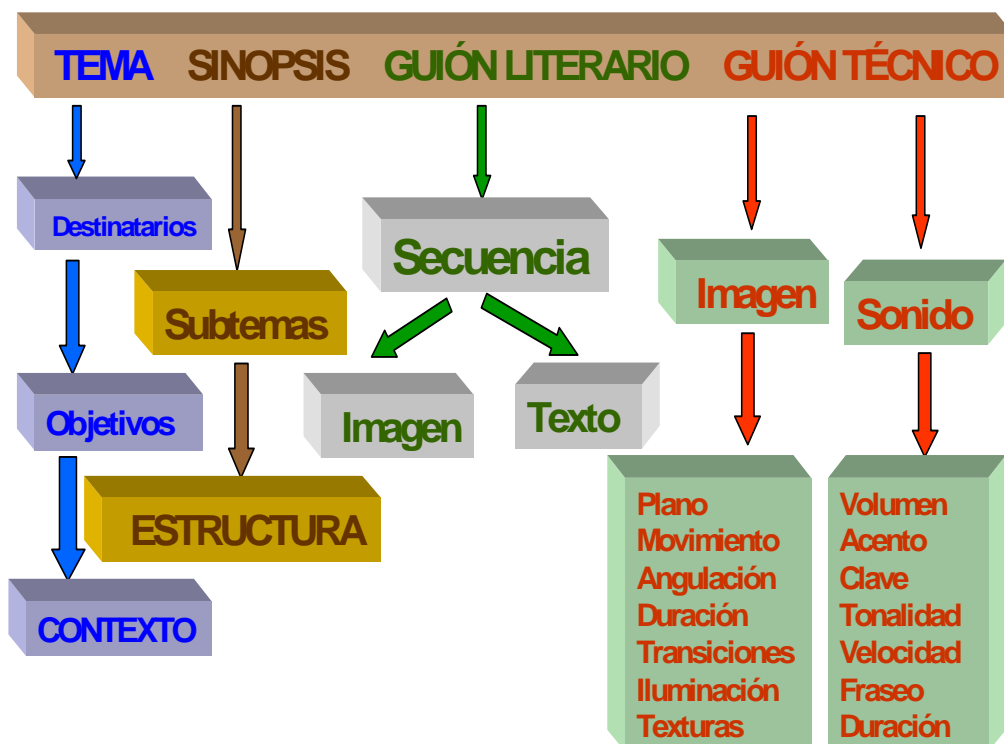 TEMA SINOPSIS GUIÓN LITERARIO GUIÓN TÉCNICO
Destinatarios
Objetivos
CONTEXTO
Subtemas
ESTRUCTURA
Secuencia
Imagen
Texto
Imagen
Plano
Movimiento
Angulación
Duración
Transiciones
Iluminación
Texturas
Sonido
Volumen
Acento
Clave
Tonalidad
Velocidad
Fraseo
Duración